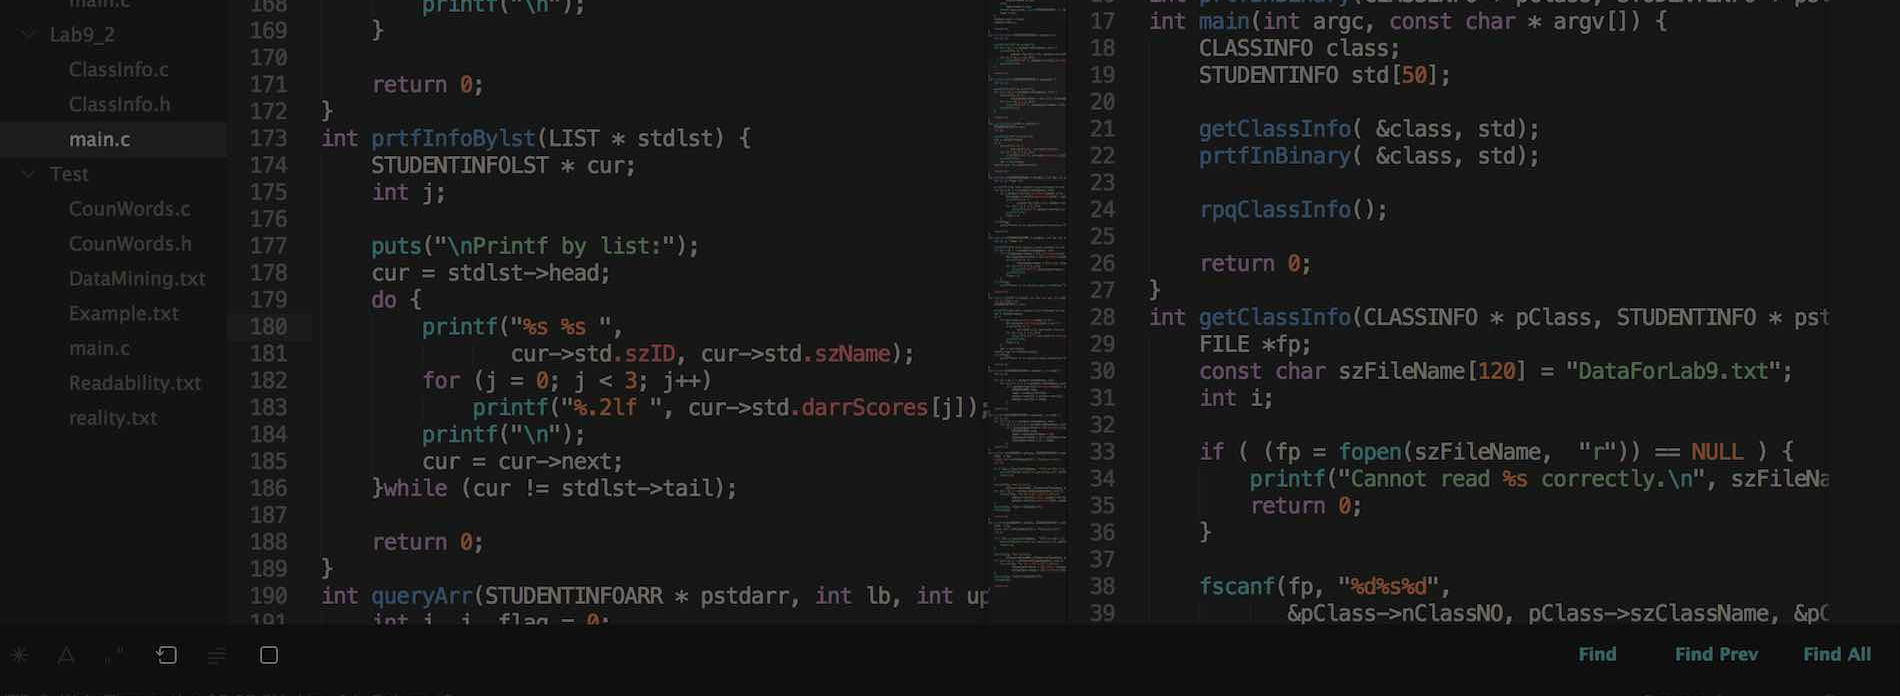 main.c
Lab9_2
ClassInfo.c
ClassInfo.h
main.c
Test
CounWords.c
CounWords.h
DataMining.txt
Example.txt
main.c
Readability.txt
reality.txt
168 printf("\n");
169 }
170
171 return 0;
172 }
173 int prtfInfoBylst(LIST * stdlst) {
174 STUDENTINFOLST * cur;
175 int j;
176
177 puts("\nPrintf by list:");
178 cur = stdlst->head;
179 do {
180 printf("%s %s ",
181 cur->std.szID, cur->std.szName);
182 for (j = 0; j < 3; j++)
183 printf("%.2lf ", cur->std.darrScores[j]);
184 printf("\n");
185 cur = cur->next;
186 }while (cur != stdlst->tail);
187
188 return 0;
189 }
190 int queryArr(STUDENTINFOARR * pstdarr, int lb, int up
191 int i, j, flag = 0;
17 int main(int argc, const char * argv[]) {
18 CLASSINFO class;
19 STUDENTINFO std[50];
20
21 getClassInfo( &class, std);
22 prtfInBinary( &class, std);
23
24 rpqClassInfo();
25
26 return 0;
27 }
28 int getClassInfo(CLASSINFO * pClass, STUDENTINFO * pst
29 FILE *fp;
30 const char szFileName[120] = "DataForLab9.txt";
31 int i;
32
33 if ( (fp = fopen(szFileName, "r")) == NULL ) {
34 printf("Cannot read %s correctly.\n", szFileNa
35 return 0;
36 }
37
38 fscanf(fp, "%d%s%d",
39 &pClass->nClassNO, pClass->szClassName, &pC
Find Find Prev Find All